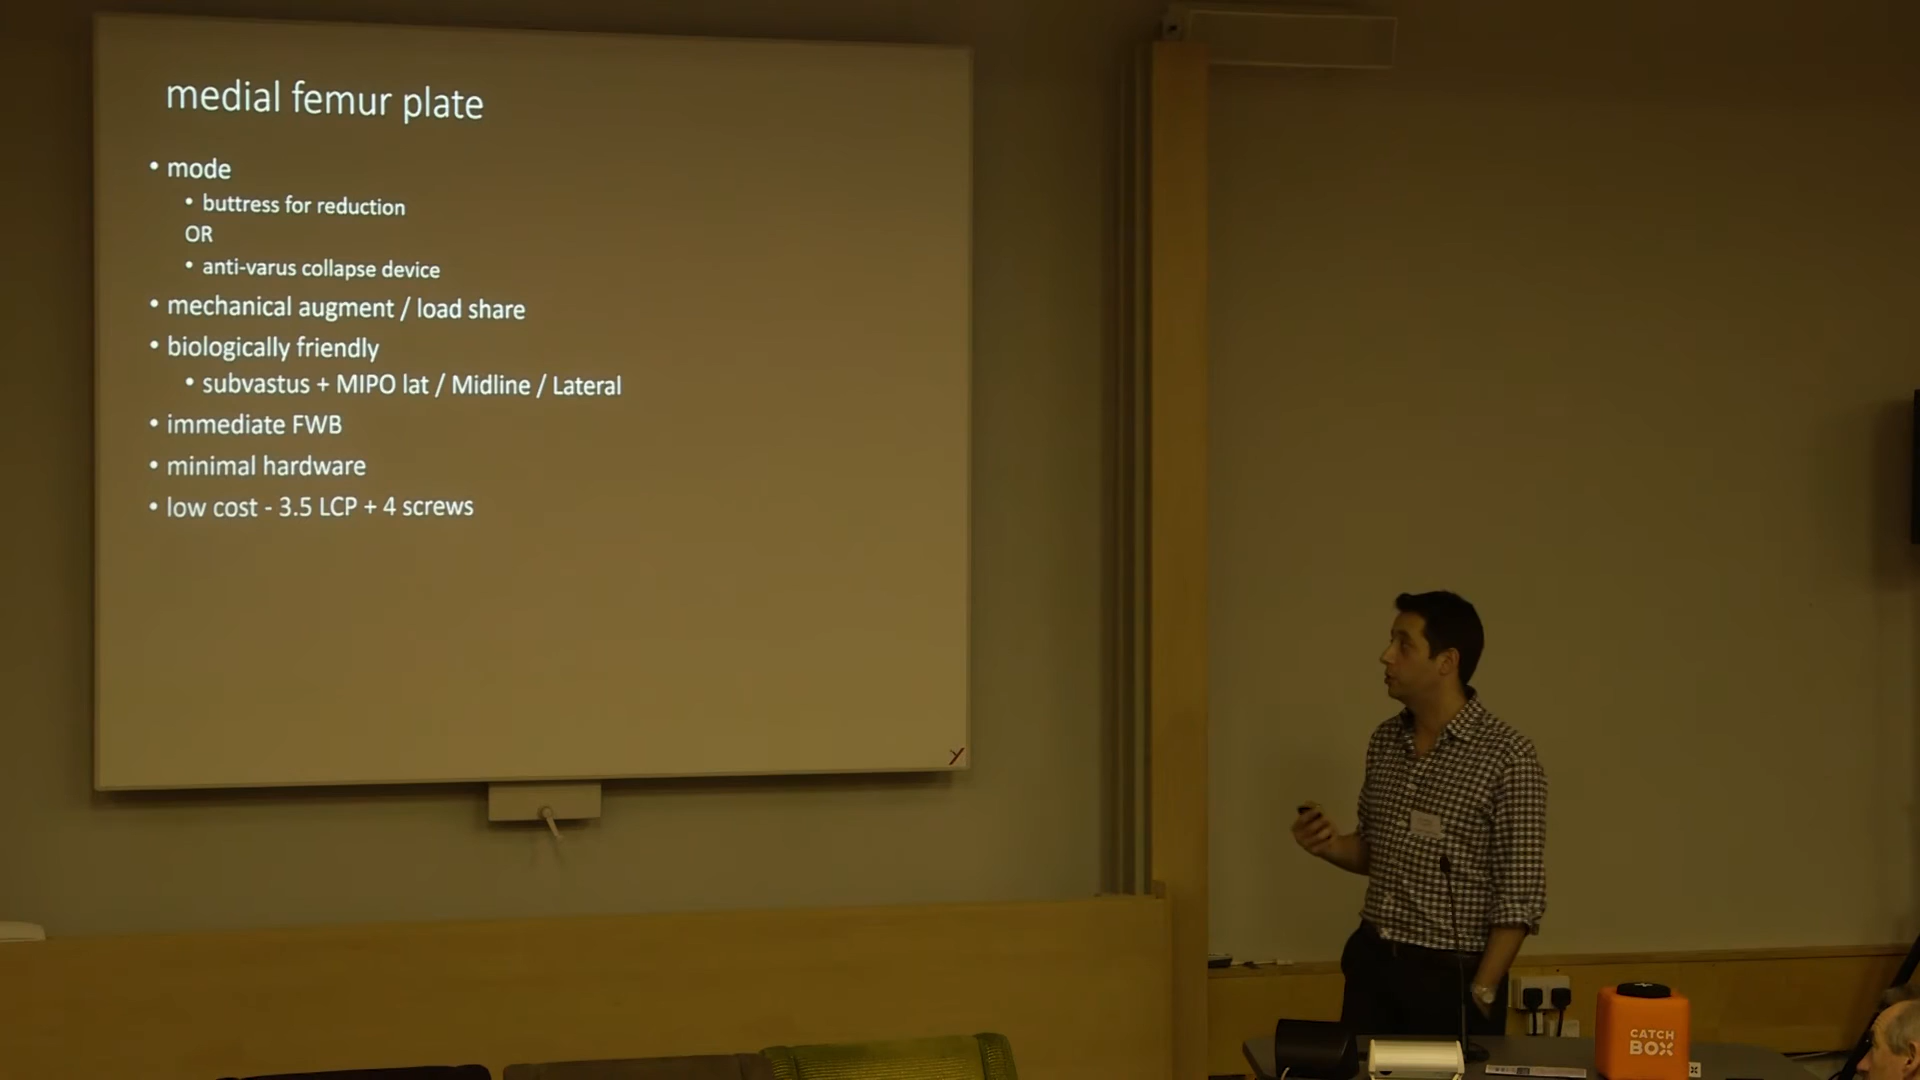 medial femur plate
• mode
• buttress for reduction
OR
• anti-varus collapse device
• mechanical augment / load share
• biologically friendly
• subvastus + MIPO lat / Midline / Lateral
• immediate FWB
• minimal hardware
• low cost - 3.5 LCP + 4 screws
CATCH
BOX